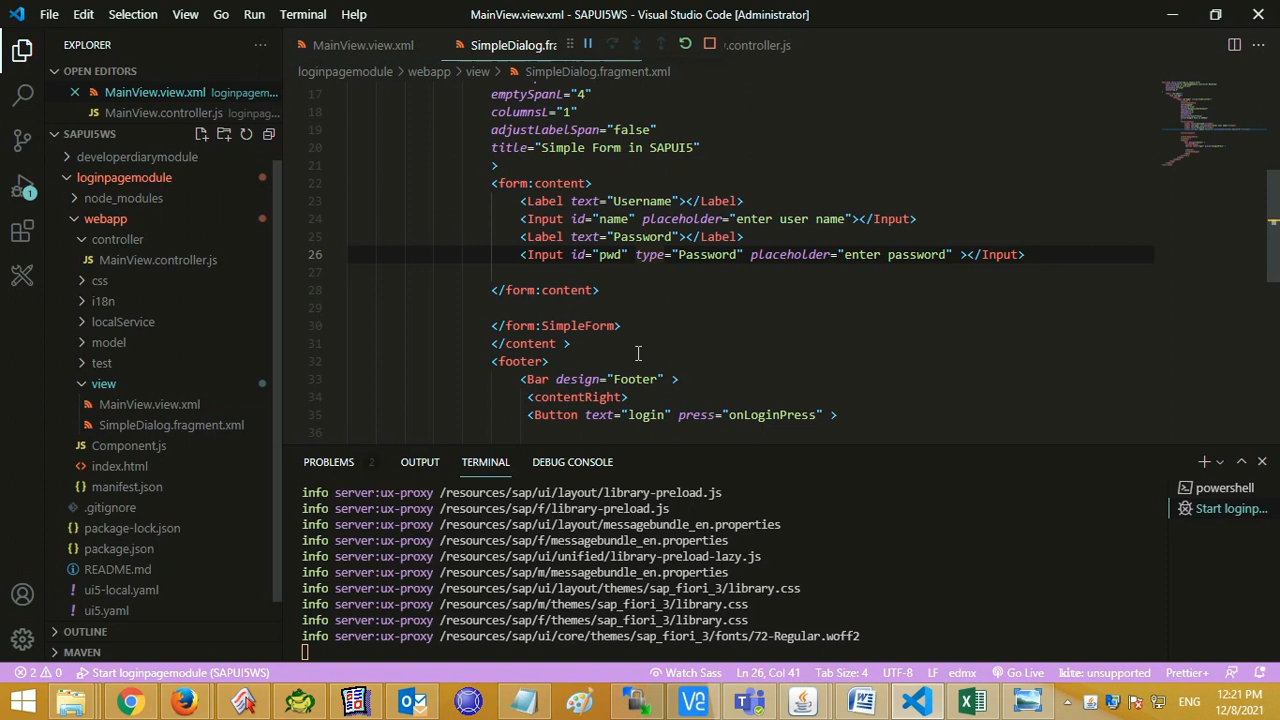 File Edit Selection View Go Run Terminal Help
MainView.view.xml - SAPUI5WS - Visual Studio Code [Administrator]
EXPLORER
OPEN EDITORS
MainView.view.xml loginpagem...
MainView.controller.js loginpag...
SAPUI5WS
developerdiarymodule
loginpagemodule
node_modules
webapp
controller
MainView.controller.js
css
i18n
localService
model
test
view
MainView.view.xml
SimpleDialog.fragment.xml
Component.js
index.html
manifest.json
.gitignore
package-lock.json
package.json
README.md
ui5-local.yaml
ui5.yaml
OUTLINE
MAVEN
1
MainView.view.xml
SimpleDialog.fra
.controller.js
loginpagemodule > webapp > view > SimpleDialog.fragment.xml
17 emptySpanL="4"
18 columnsL="1"
19 adjustLabelSpan="false"
20 title="Simple Form in SAPUI5"
21 >
22 <form:content>
23 <Label text="Username"></Label>
24 <Input id="name" placeholder="enter user name"></Input>
25 <Label text="Password"></Label>
26 <Input id="pwd" type="Password" placeholder="enter password" ></Input>
27
28 </form:content>
29
30 </form:SimpleForm>
31 </content >
32 <footer>
33 <Bar design="Footer" >
34 <contentRight>
35 <Button text="login" press="onLoginPress" >
36
PROBLEMS 2 OUTPUT TERMINAL DEBUG CONSOLE
info server:ux-proxy /resources/sap/ui/layout/library-preload.js
info server:ux-proxy /resources/sap/f/library-preload.js
info server:ux-proxy /resources/sap/ui/layout/messagebundle_en.properties
info server:ux-proxy /resources/sap/f/messagebundle_en.properties
info server:ux-proxy /resources/sap/ui/unified/library-preload-lazy.js
info server:ux-proxy /resources/sap/m/messagebundle_en.properties
info server:ux-proxy /resources/sap/ui/layout/themes/sap_fiori_3/library.css
info server:ux-proxy /resources/sap/m/themes/sap_fiori_3/library.css
info server:ux-proxy /resources/sap/f/themes/sap_fiori_3/library.css
info server:ux-proxy /resources/sap/ui/core/themes/sap_fiori_3/fonts/72-Regular.woff2
powershell
Start loginp...
2 0 Start loginpagemodule (SAPUI5WS)
Watch Sass Ln 26, Col 41 Tab Size: 4 UTF-8 LF edmx Go Live kite: unsupported Prettier+
ENG
12:21 PM
12/8/2021